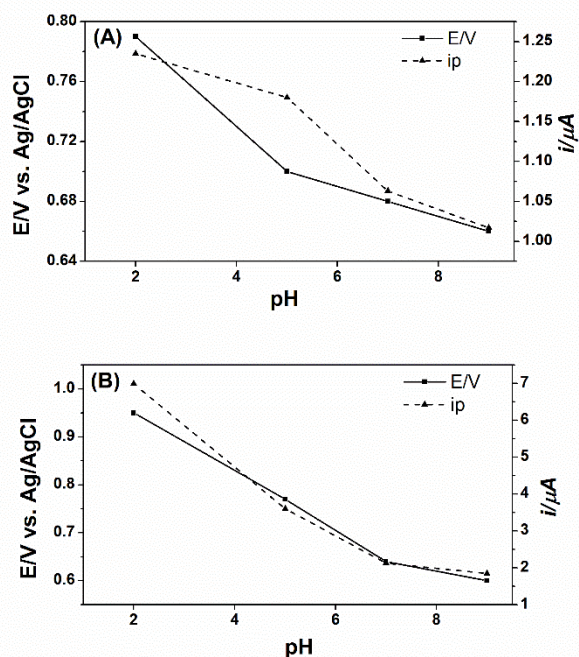 (A)
E/V
ip
0.80
0.76
0.72
0.68
0.64
E/V vs. Ag/AgCl
1.25
1.20
1.15
1.10
1.05
1.00
i/μA
2 4 6 8
pH
(B)
E/V
ip
1.0
0.9
0.8
0.7
0.6
E/V vs. Ag/AgCl
7
6
5
4
3
2
1
i/μA
2 4 6 8
pH